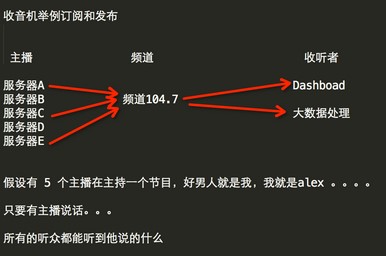 收音机举例订阅和发布
主播 频道 收听者
服务器A Dashboad
服务器B 频道104.7
服务器C 大数据处理
服务器D
服务器E
假设有 5 个主播在主持一个节目，好男人就是我，我就是alex 。。。。
只要有主播说话。。。
所有的听众都能听到他说的什么